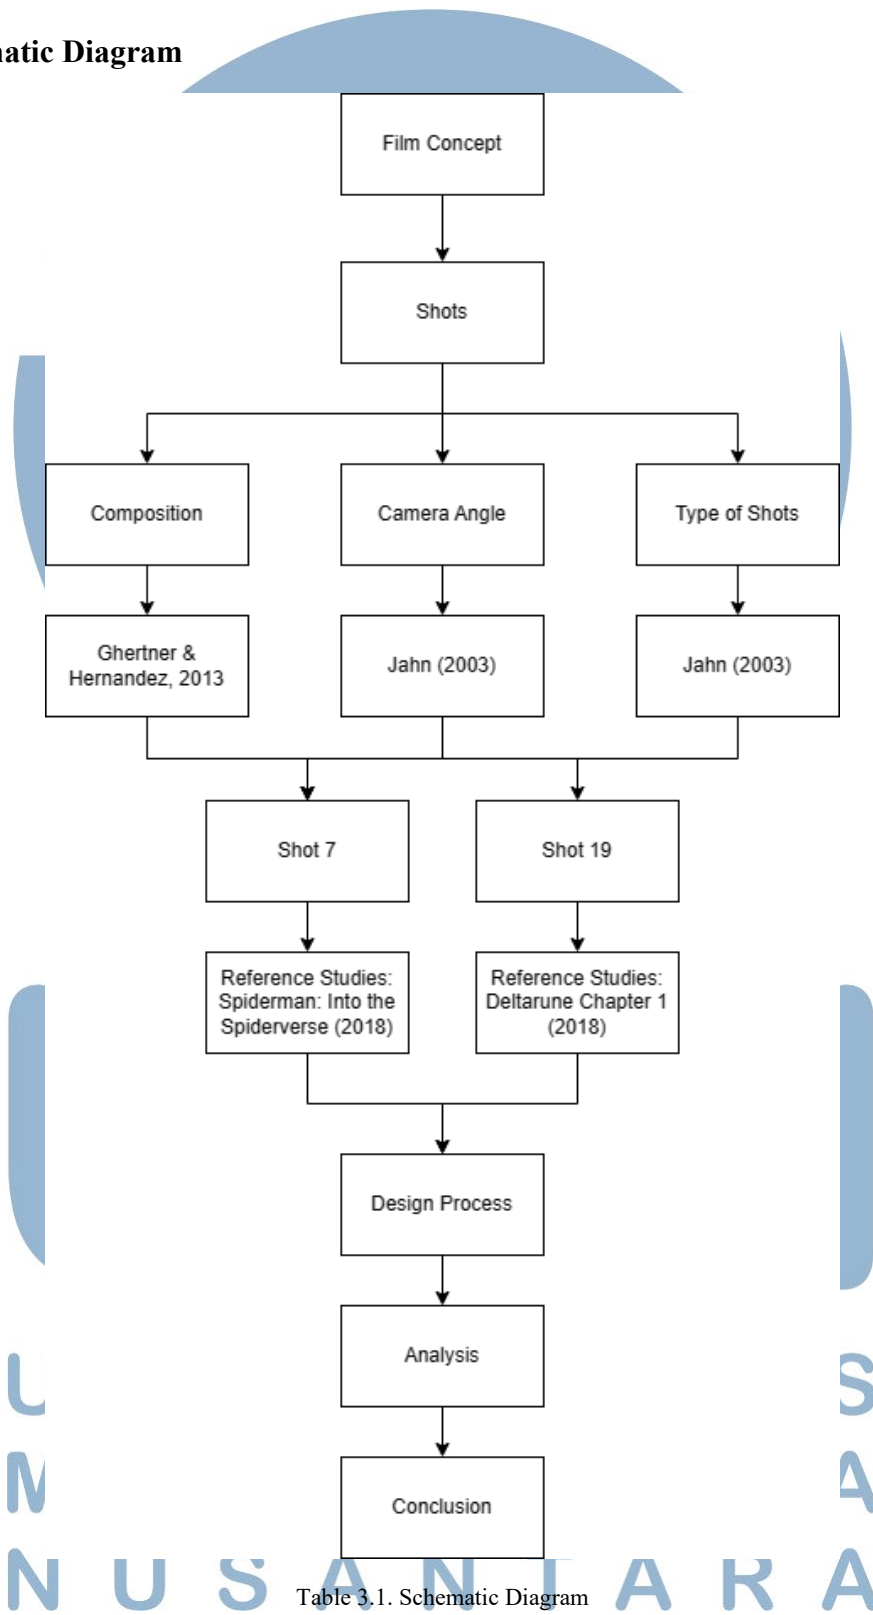 matic Diagram
Film Concept
Shots
Composition
Camera Angle
Type of Shots
Ghertner &
Hernandez, 2013
Jahn (2003)
Jahn (2003)
Shot 7
Shot 19
Reference Studies:
Spiderman: Into the
Spiderverse (2018)
Reference Studies:
Deltarune Chapter 1
(2018)
Design Process
Analysis
Conclusion
U S
M A
N U S A N T A R A
Table 3.1. Schematic Diagram